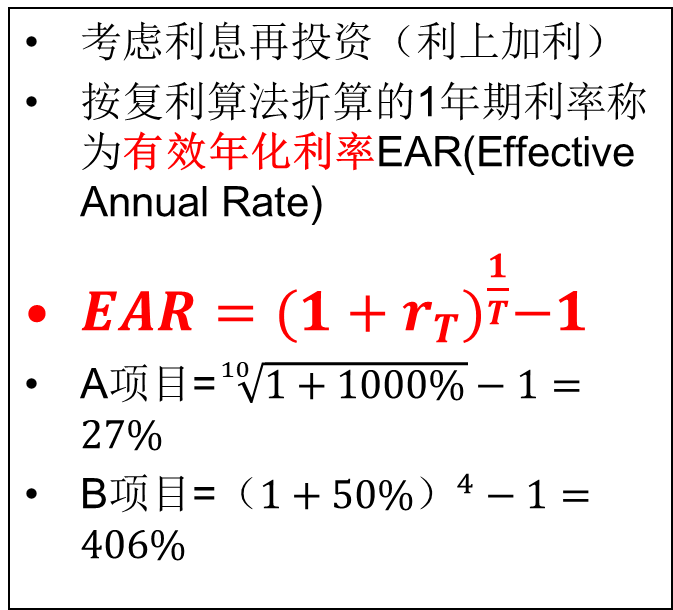 • 考虑利息再投资（利上加利）
• 按复利算法折算的1年期利率称
为有效年化利率EAR(Effective
Annual Rate)
• EAR = (1 + r_T)^{1/T}−1
• A项目=\sqrt[10]{1 + 1000%} − 1 =
27%
• B项目=（1 + 50%）^4 − 1 =
406%